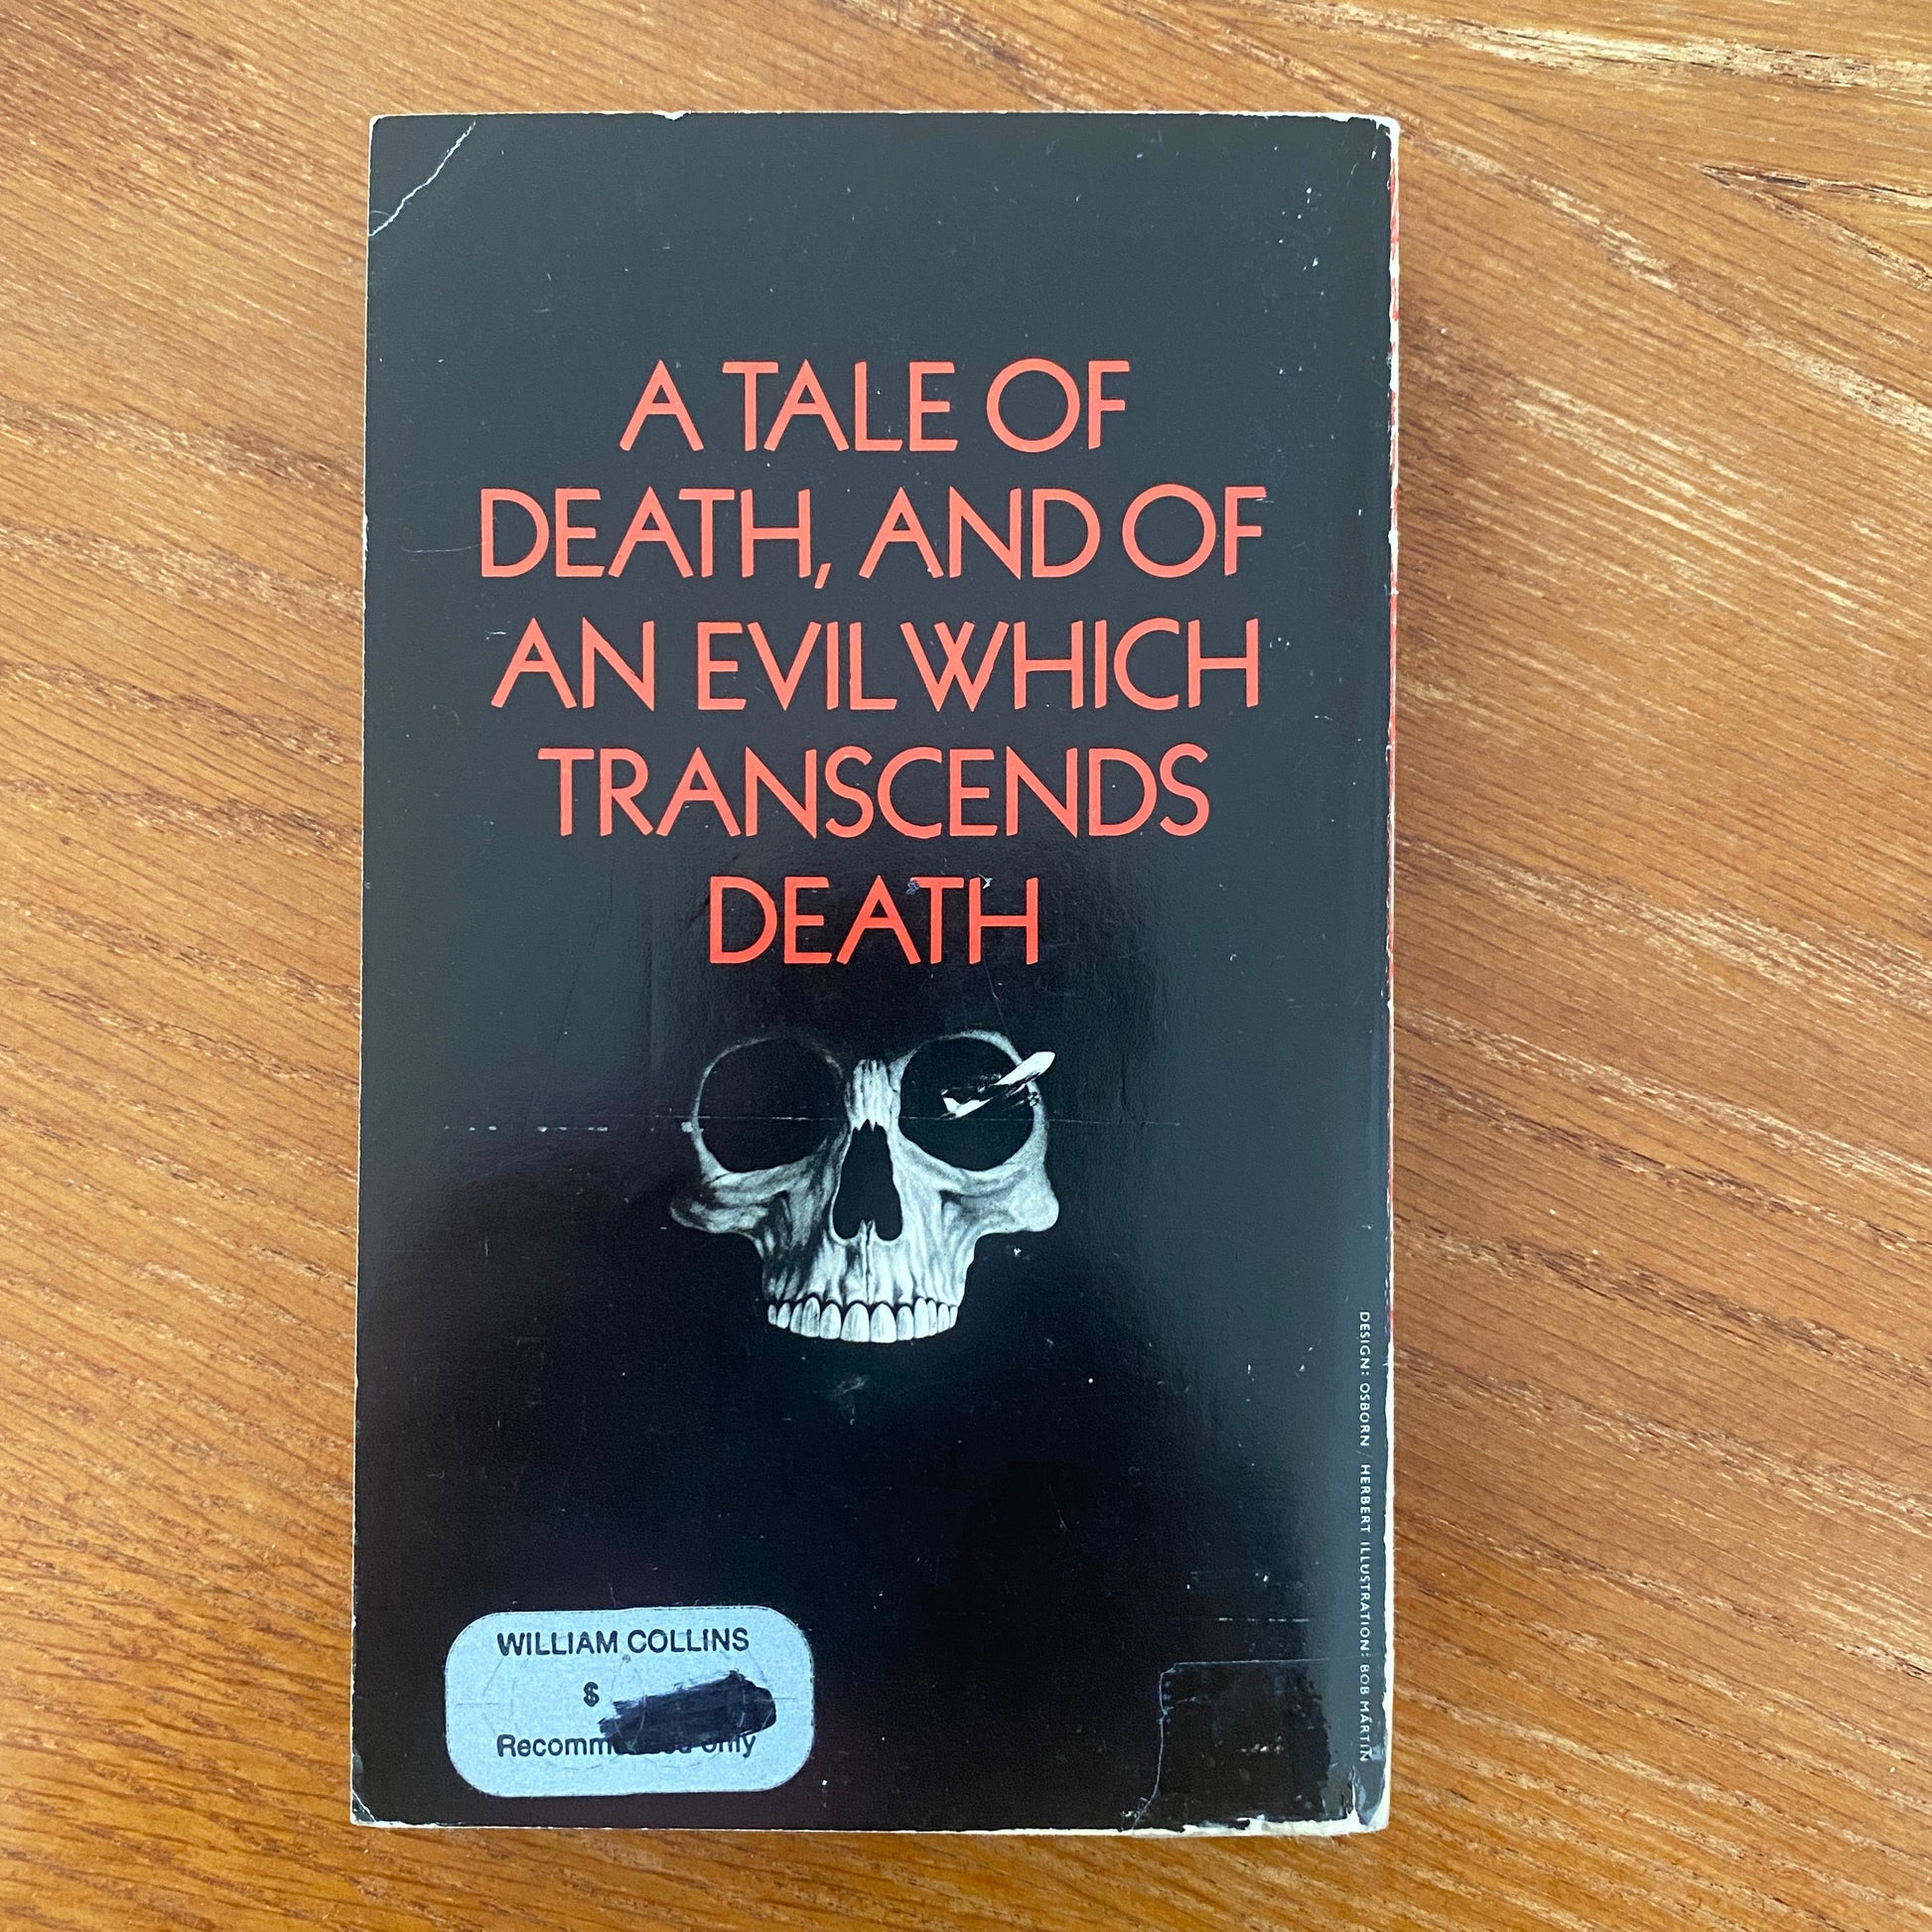 A TALE OF
DEATH, AND OF
AN EVIL WHICH
TRANSCENDS
DEATH
DESIGN: OSBORN / HERBERT ILLUSTRATION: BOB MARTIN
WILLIAM COLLINS
$
only